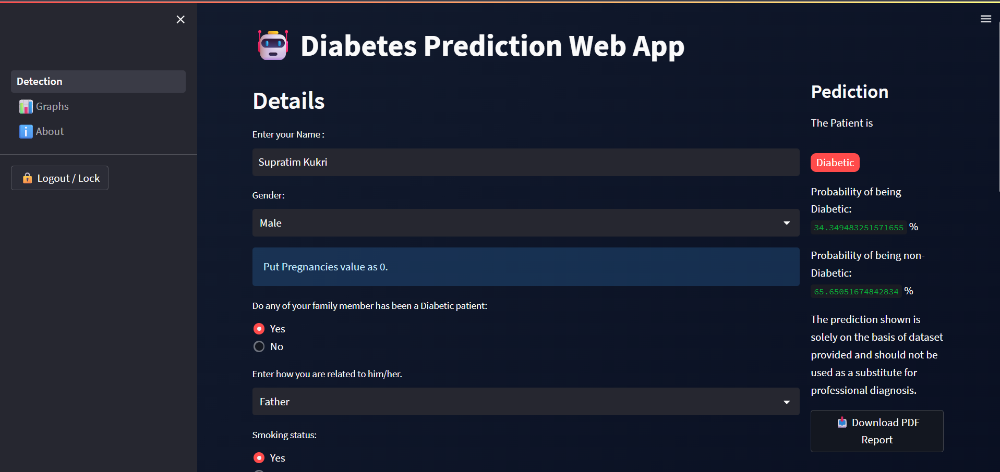 Detection
Graphs
About
Logout / Lock
Diabetes Prediction Web App
Details
Enter your Name :
Supratim Kukri
Gender:
Male
Put Pregnancies value as 0.
Do any of your family member has been a Diabetic patient:
Yes
No
Enter how you are related to him/her.
Father
Smoking status:
Yes
Pediction
The Patient is
Diabetic
Probability of being
Diabetic:
34.349483251571655 %
Probability of being non-
Diabetic:
65.65051674842834 %
The prediction shown is
solely on the basis of dataset
provided and should not be
used as a substitute for
professional diagnosis.
Download PDF
Report